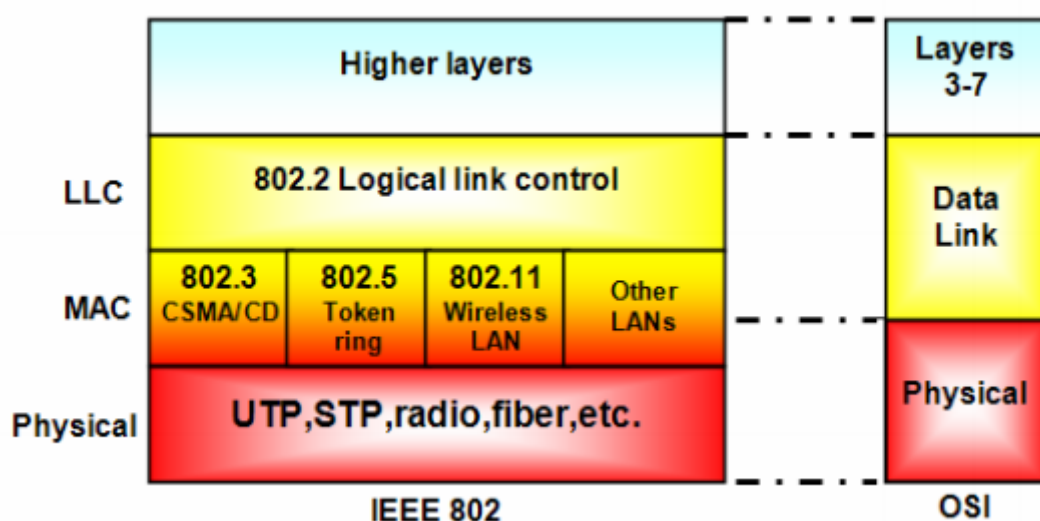 Higher layers
Layers
3-7
LLC
802.2 Logical link control
Data
Link
MAC
802.3
CSMA/CD
802.5
Token
ring
802.11
Wireless
LAN
Other
LANs
Physical
UTP,STP,radio,fiber,etc.
Physical
IEEE 802
OSI